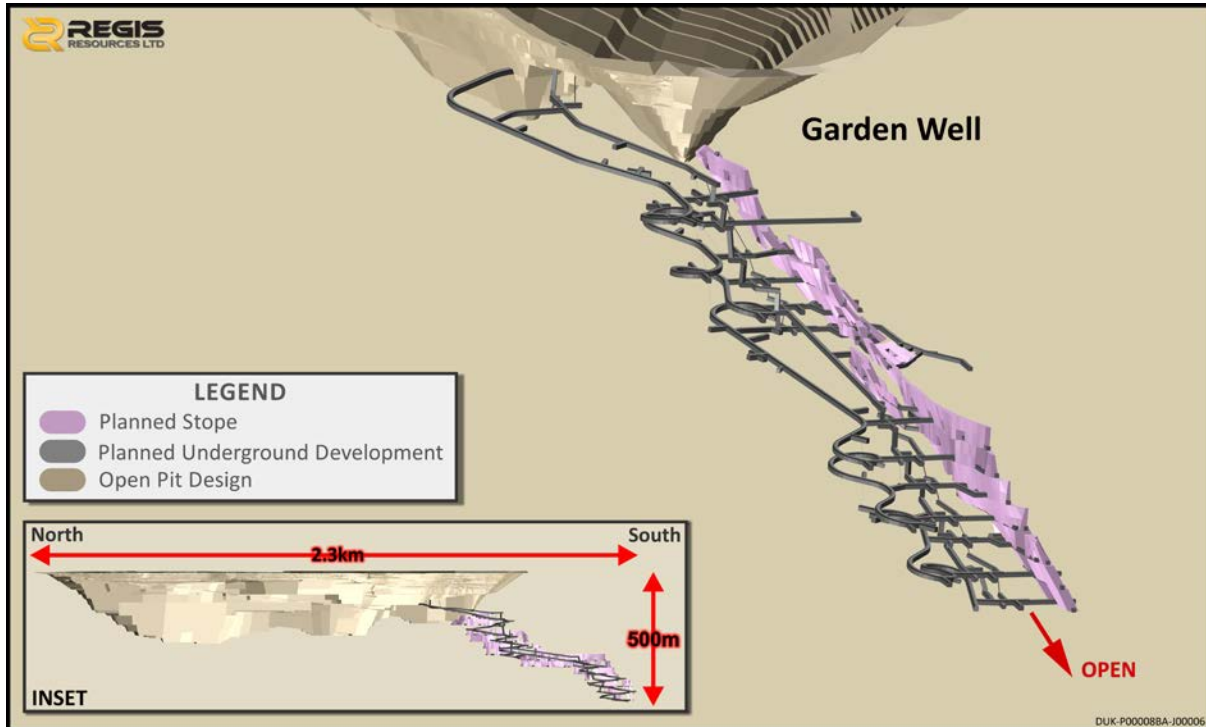 REGIS
RESOURCES LTD
Garden Well
LEGEND
Planned Stope
Planned Underground Development
Open Pit Design
North
South
2.3km
500m
INSET
OPEN
DUK-P00008BA-J00006